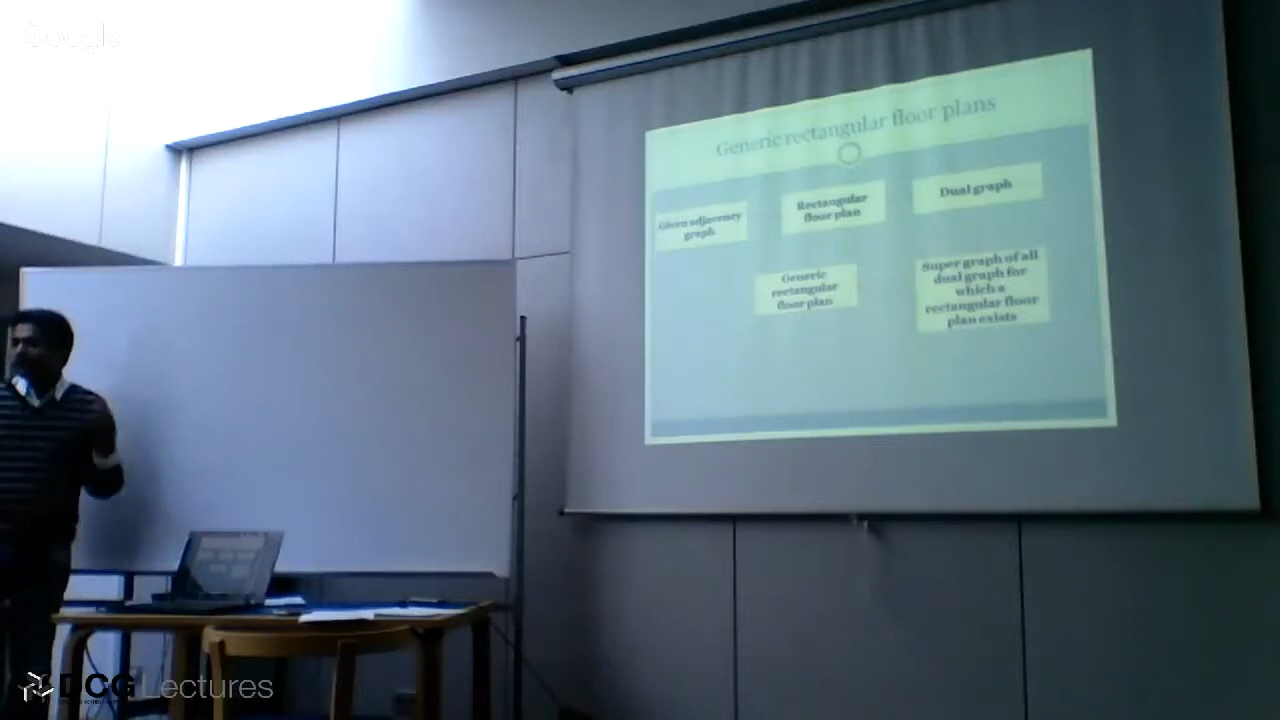 Google
Generic rectangular floor plans
Given adjacency
graph
Rectangular
floor plan
Dual graph
Generic
rectangular
floor plan
Super graph of all
dual graph for
which a
rectangular floor
plan exists
DCG Lectures